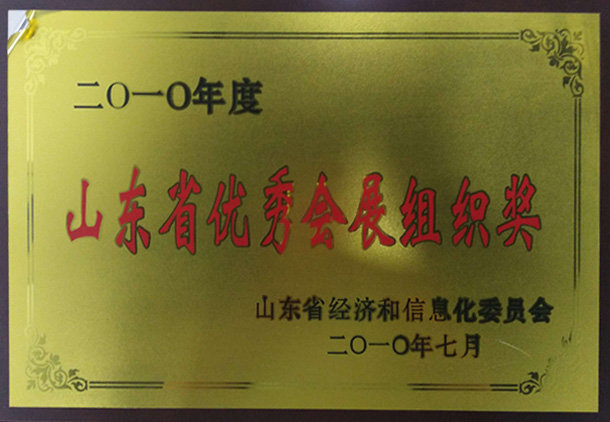 二〇一〇年度
山东省优秀会展组织奖
山东省经济和信息化委员会
二〇一〇年七月